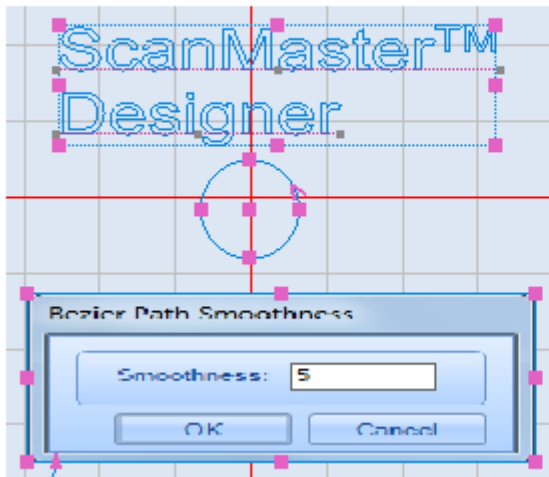 ScanMaster™
Designer
Bezier Path Smoothness
Smoothness: 5
OK Cancel